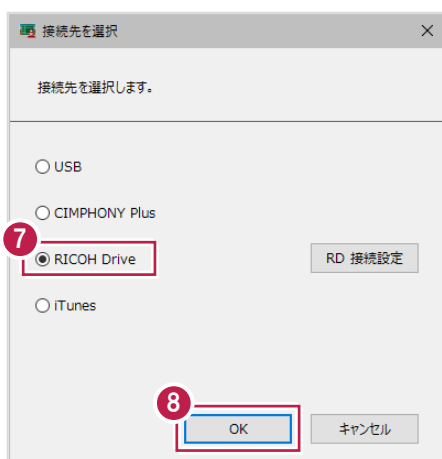 接続先を選択
接続先を選択します。
USB
CIMPHONY Plus
7
RICOH Drive
RD 接続設定
iTunes
8
OK
キャンセル